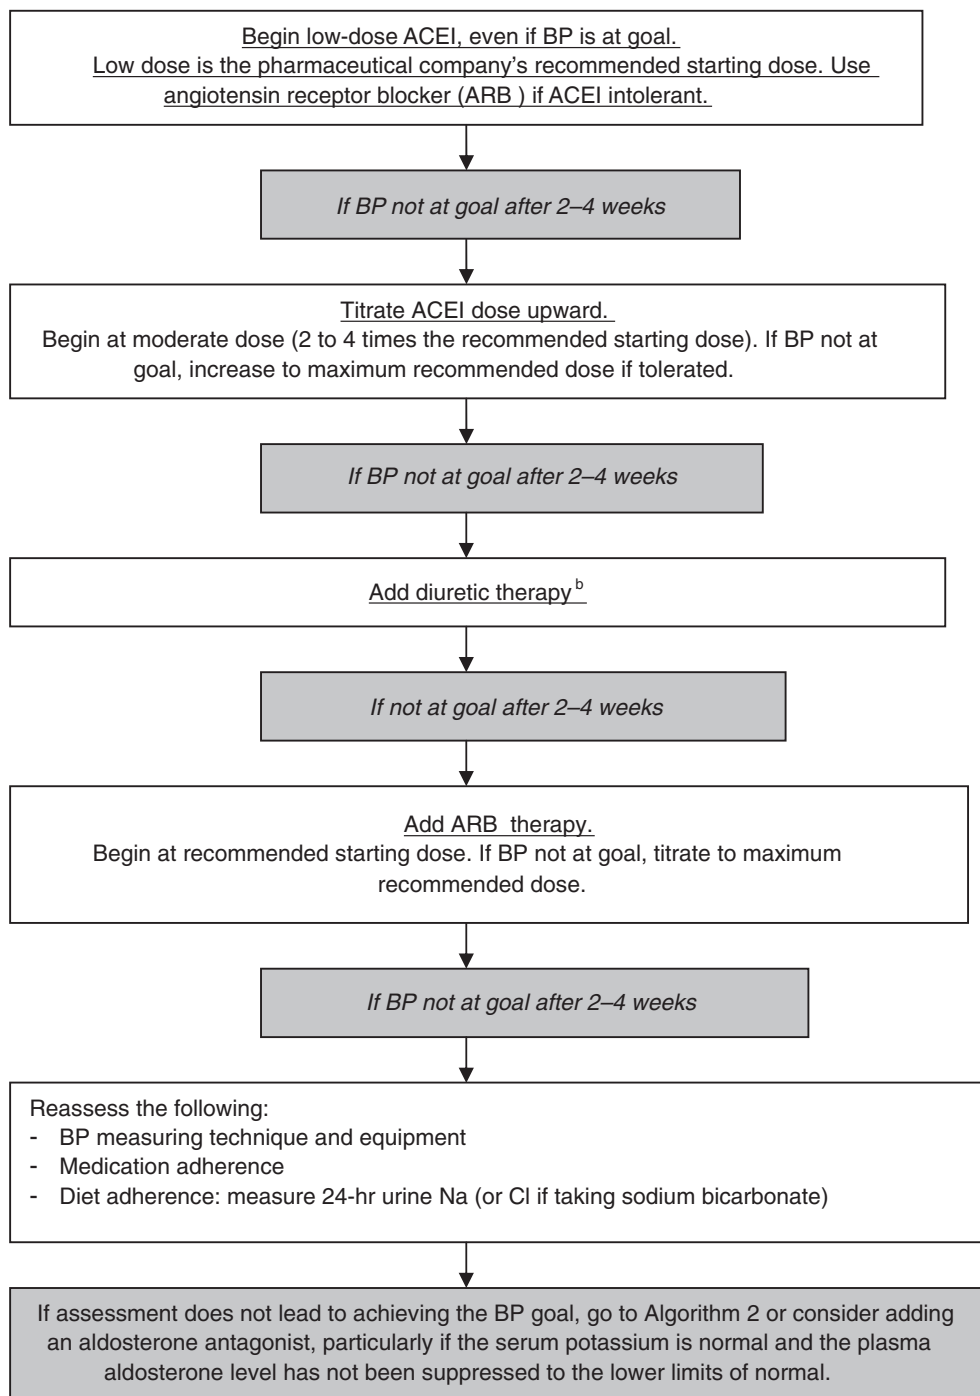 Begin low-dose ACEI, even if BP is at goal.
Low dose is the pharmaceutical company's recommended starting dose. Use
angiotensin receptor blocker (ARB ) if ACEI intolerant.
If BP not at goal after 2–4 weeks
Titrate ACEI dose upward.
Begin at moderate dose (2 to 4 times the recommended starting dose). If BP not at
goal, increase to maximum recommended dose if tolerated.
If BP not at goal after 2–4 weeks
Add diuretic therapy b
If not at goal after 2–4 weeks
Add ARB therapy.
Begin at recommended starting dose. If BP not at goal, titrate to maximum
recommended dose.
If BP not at goal after 2–4 weeks
Reassess the following:
- BP measuring technique and equipment
- Medication adherence
- Diet adherence: measure 24-hr urine Na (or Cl if taking sodium bicarbonate)
If assessment does not lead to achieving the BP goal, go to Algorithm 2 or consider adding
an aldosterone antagonist, particularly if the serum potassium is normal and the plasma
aldosterone level has not been suppressed to the lower limits of normal.